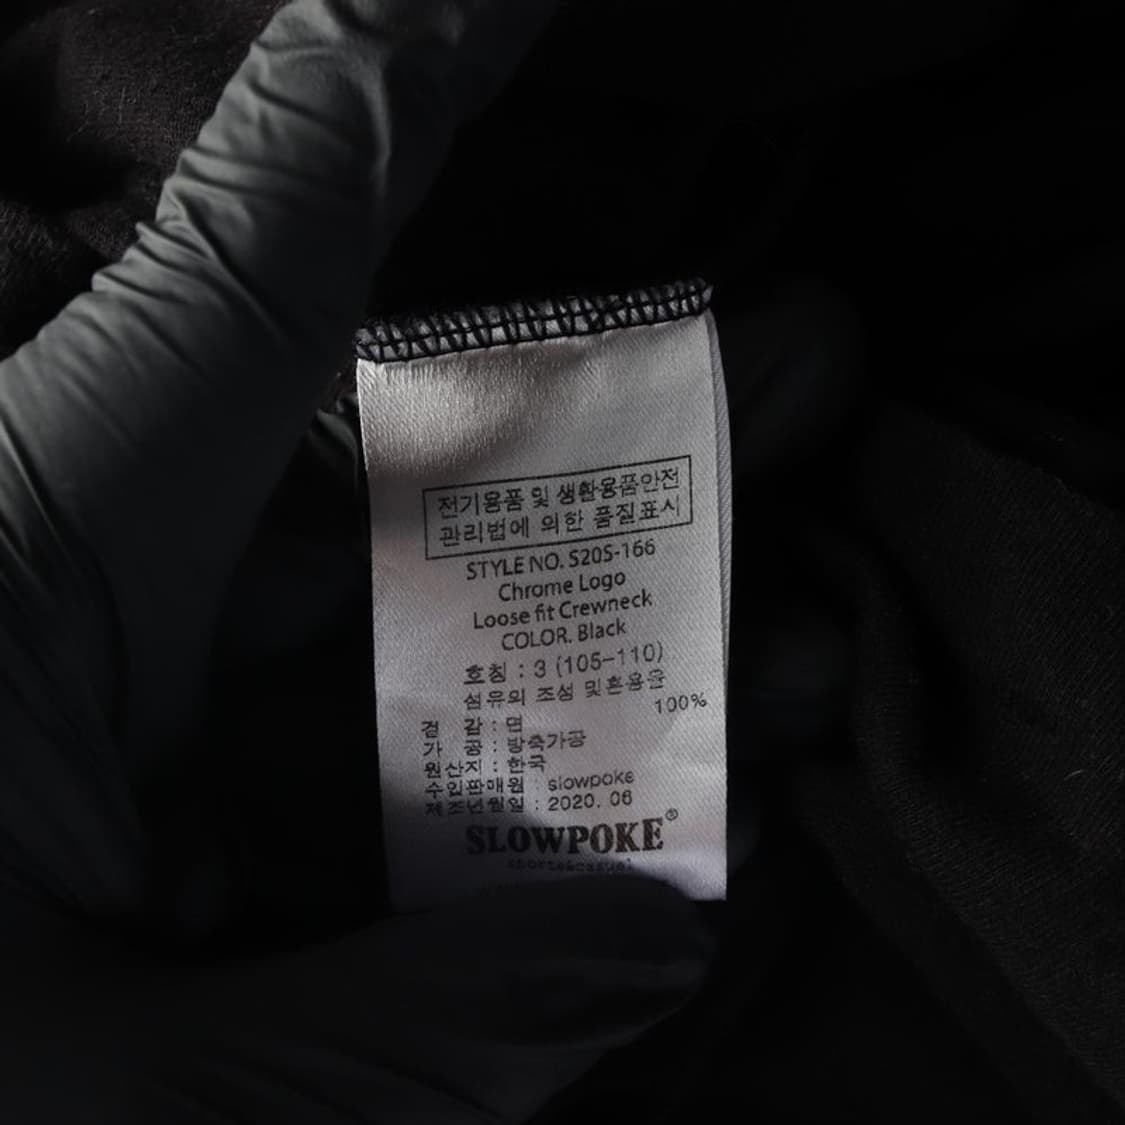 전기용품 및 생활용품안전
관리법에 의한 품질표시
STYLE NO. S20S-166
Chrome Logo
Loose fit Crewneck
COLOR. Black
호칭 : 3 (105-110)
섬유의 조성 및혼용율
100%
겉 감 : 면
가 공 : 방축가공
원산지 : 한국
수입판매원 : slowpoke
제조년월일 : 2020. 06
SLOWPOKE®
sports&casual